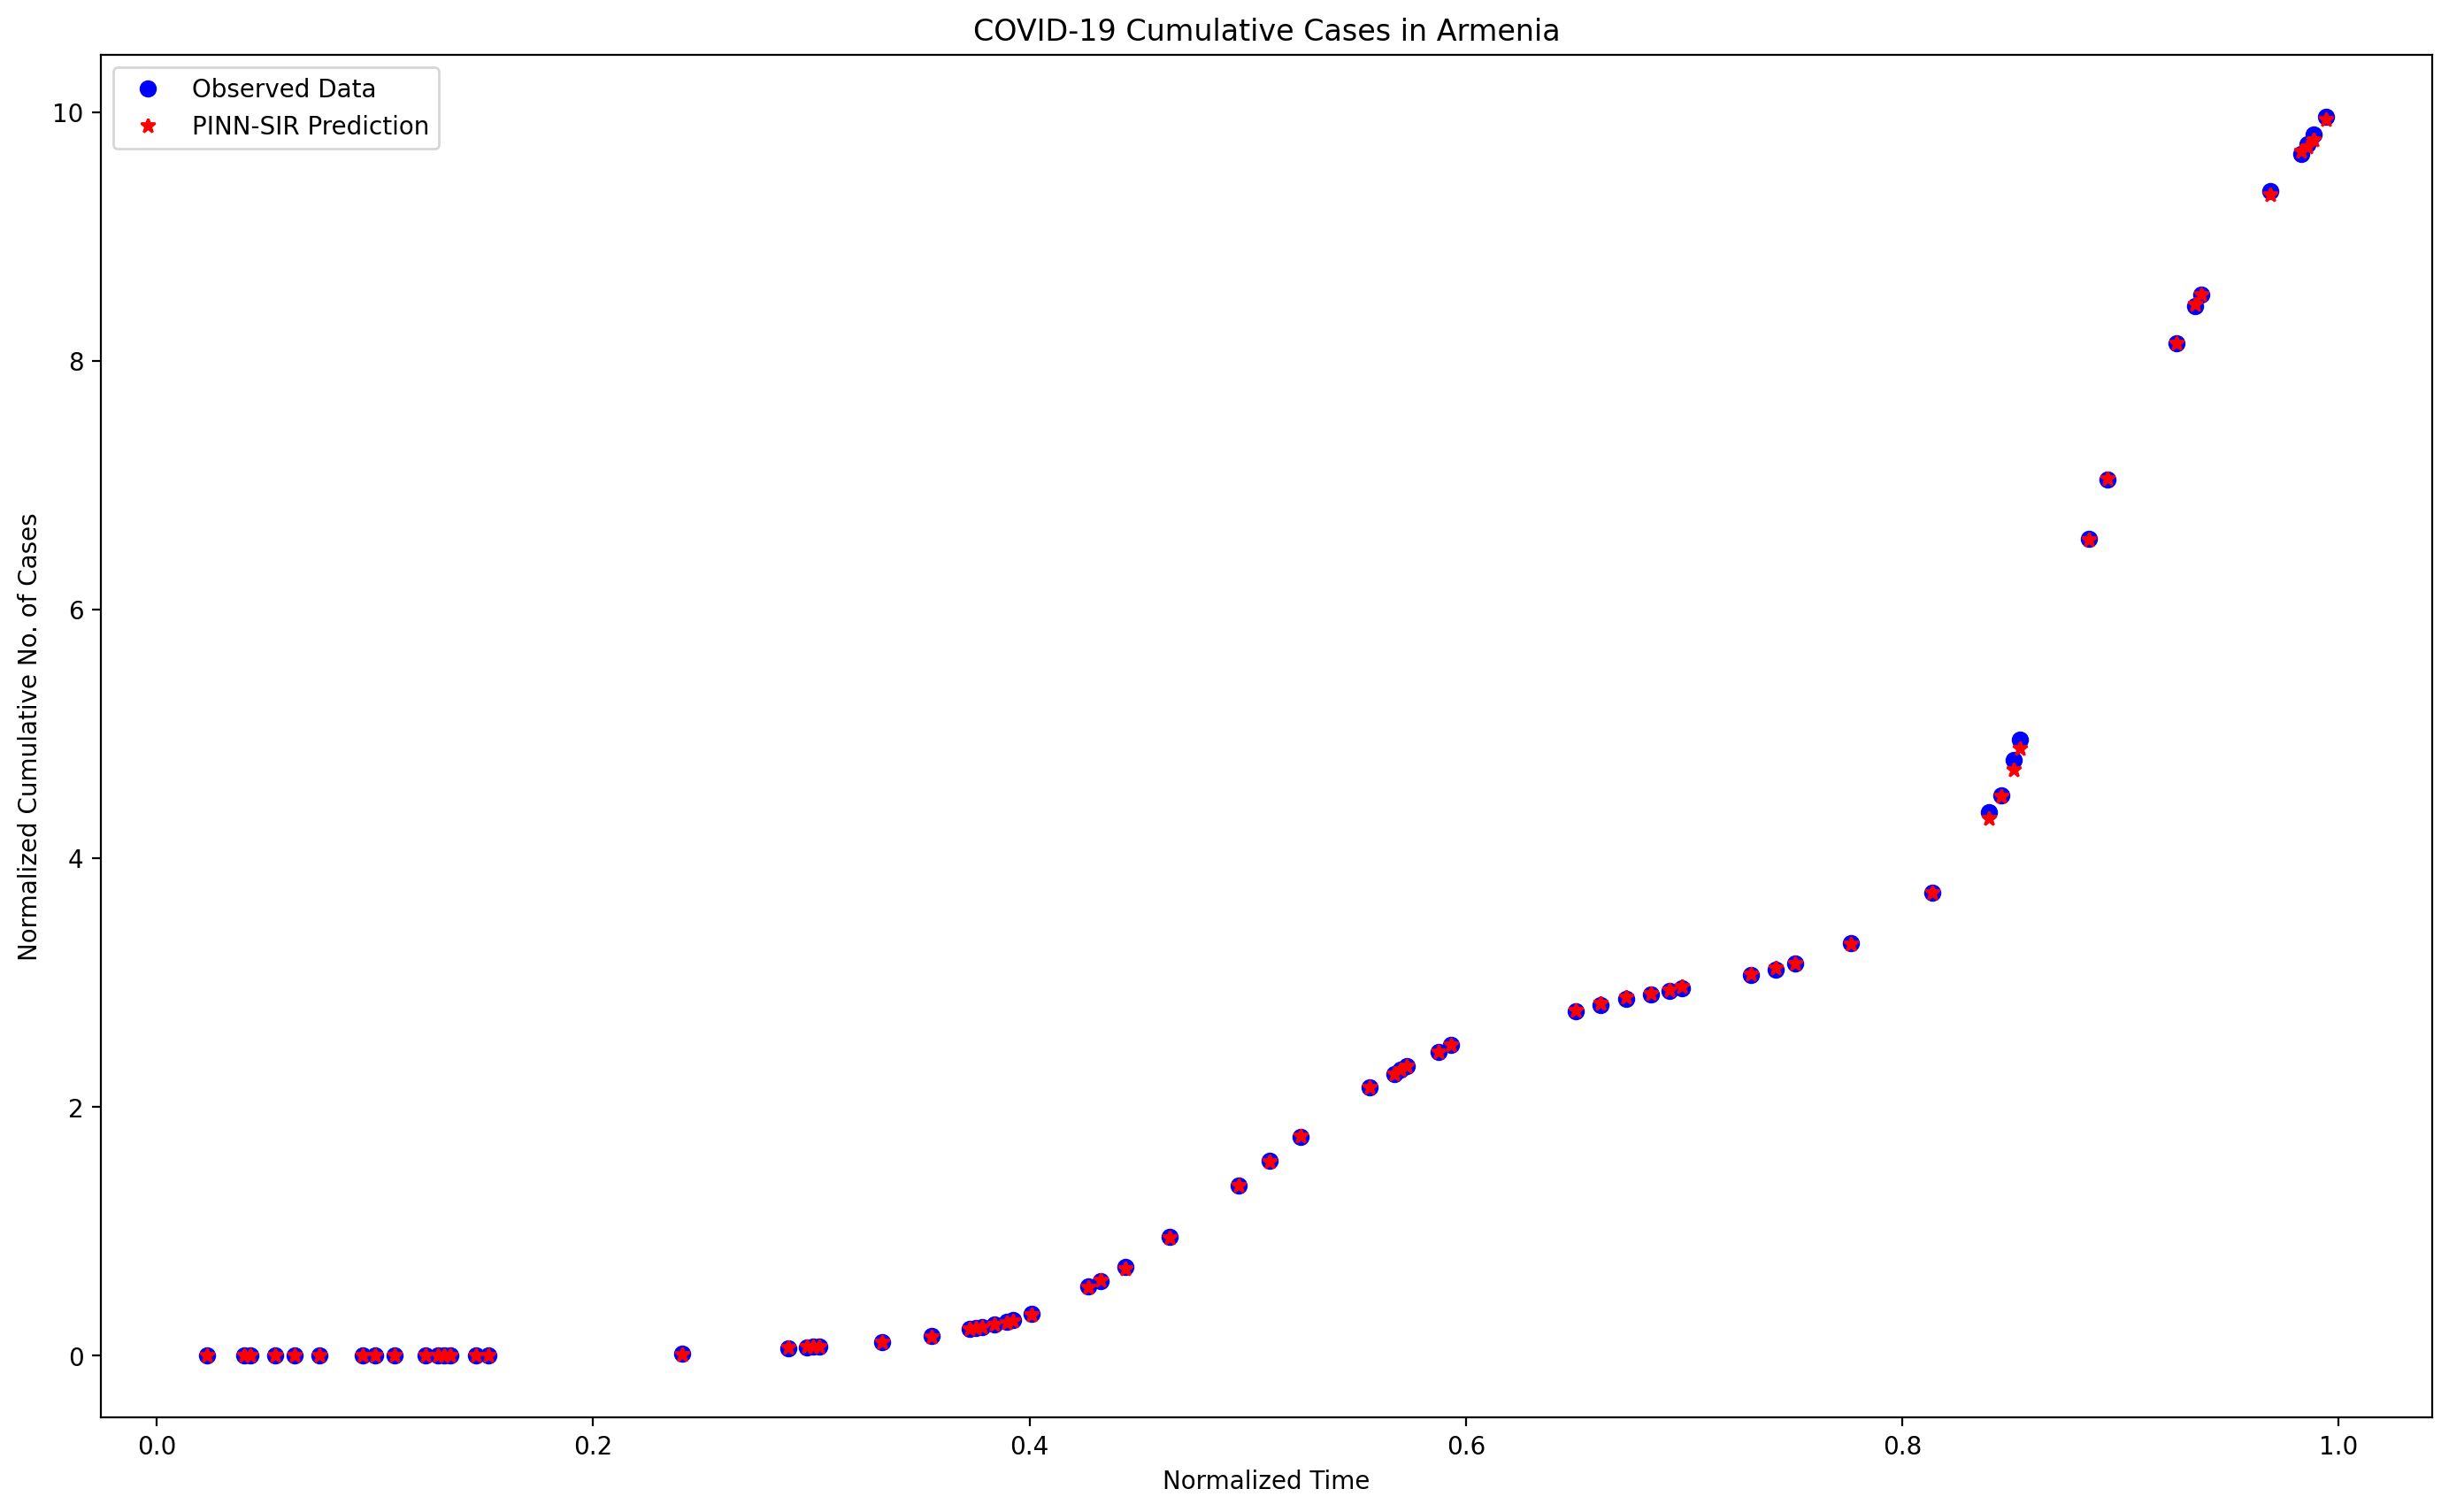 COVID-19 Cumulative Cases in Armenia
Observed Data
PINN-SIR Prediction
Normalized Cumulative No. of Cases
10
8
6
4
2
0
0.0 0.2 0.4 0.6 0.8 1.0
Normalized Time